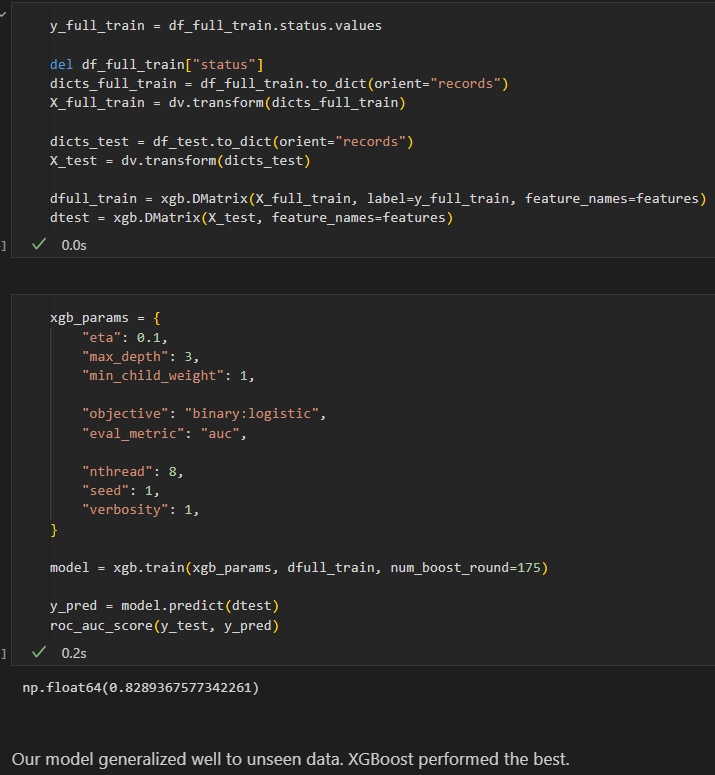 y_full_train = df_full_train.status.values
del df_full_train["status"]
dicts_full_train = df_full_train.to_dict(orient="records")
X_full_train = dv.transform(dicts_full_train)
dicts_test = df_test.to_dict(orient="records")
X_test = dv.transform(dicts_test)
dfull_train = xgb.DMatrix(X_full_train, label=y_full_train, feature_names=features)
dtest = xgb.DMatrix(X_test, feature_names=features)
] ✓ 0.0s
xgb_params = {
    "eta": 0.1,
    "max_depth": 3,
    "min_child_weight": 1,
    "objective": "binary:logistic",
    "eval_metric": "auc",
    "nthread": 8,
    "seed": 1,
    "verbosity": 1,
}
model = xgb.train(xgb_params, dfull_train, num_boost_round=175)
y_pred = model.predict(dtest)
roc_auc_score(y_test, y_pred)
] ✓ 0.2s
np.float64(0.8289367577342261)
Our model generalized well to unseen data. XGBoost performed the best.